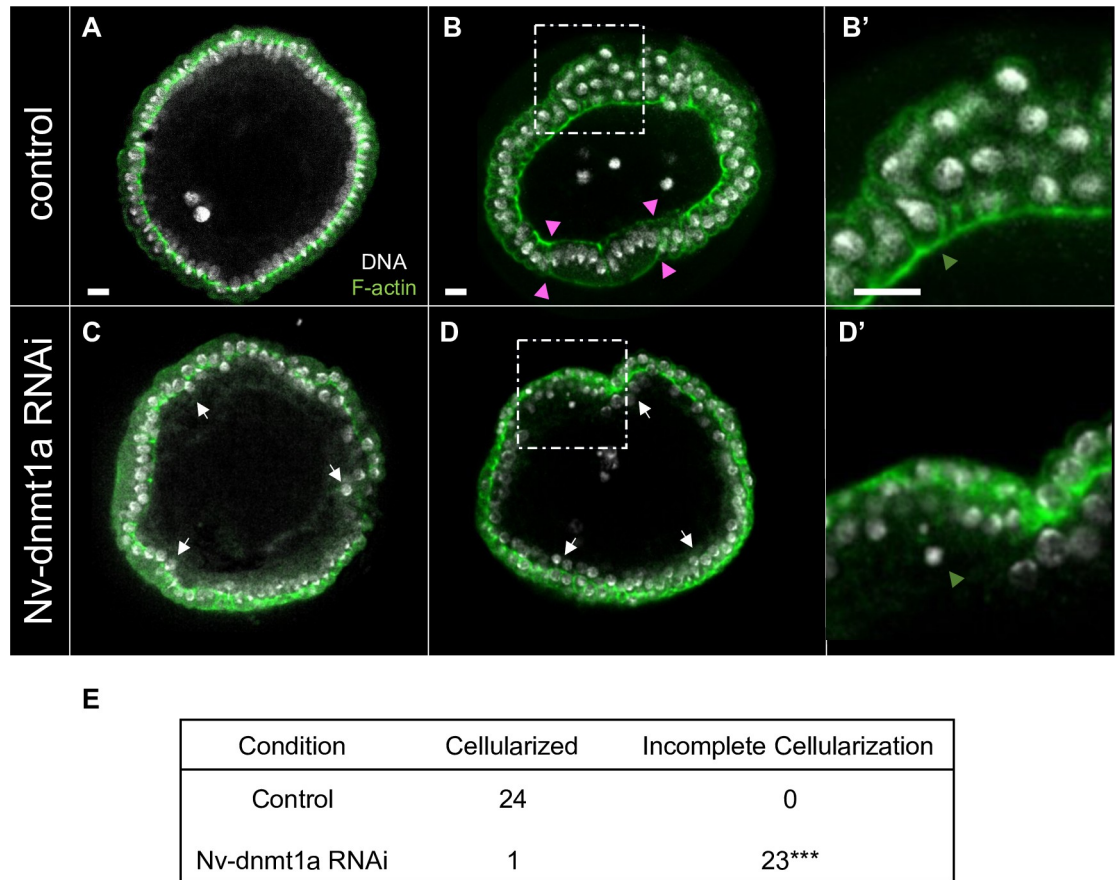 control
A
DNA
F-actin
B
B’
Nv-dnmt1a RNAi
C
D
D’
E
Condition Cellularized Incomplete Cellularization
Control 24 0
Nv-dnmt1a RNAi 1 23***